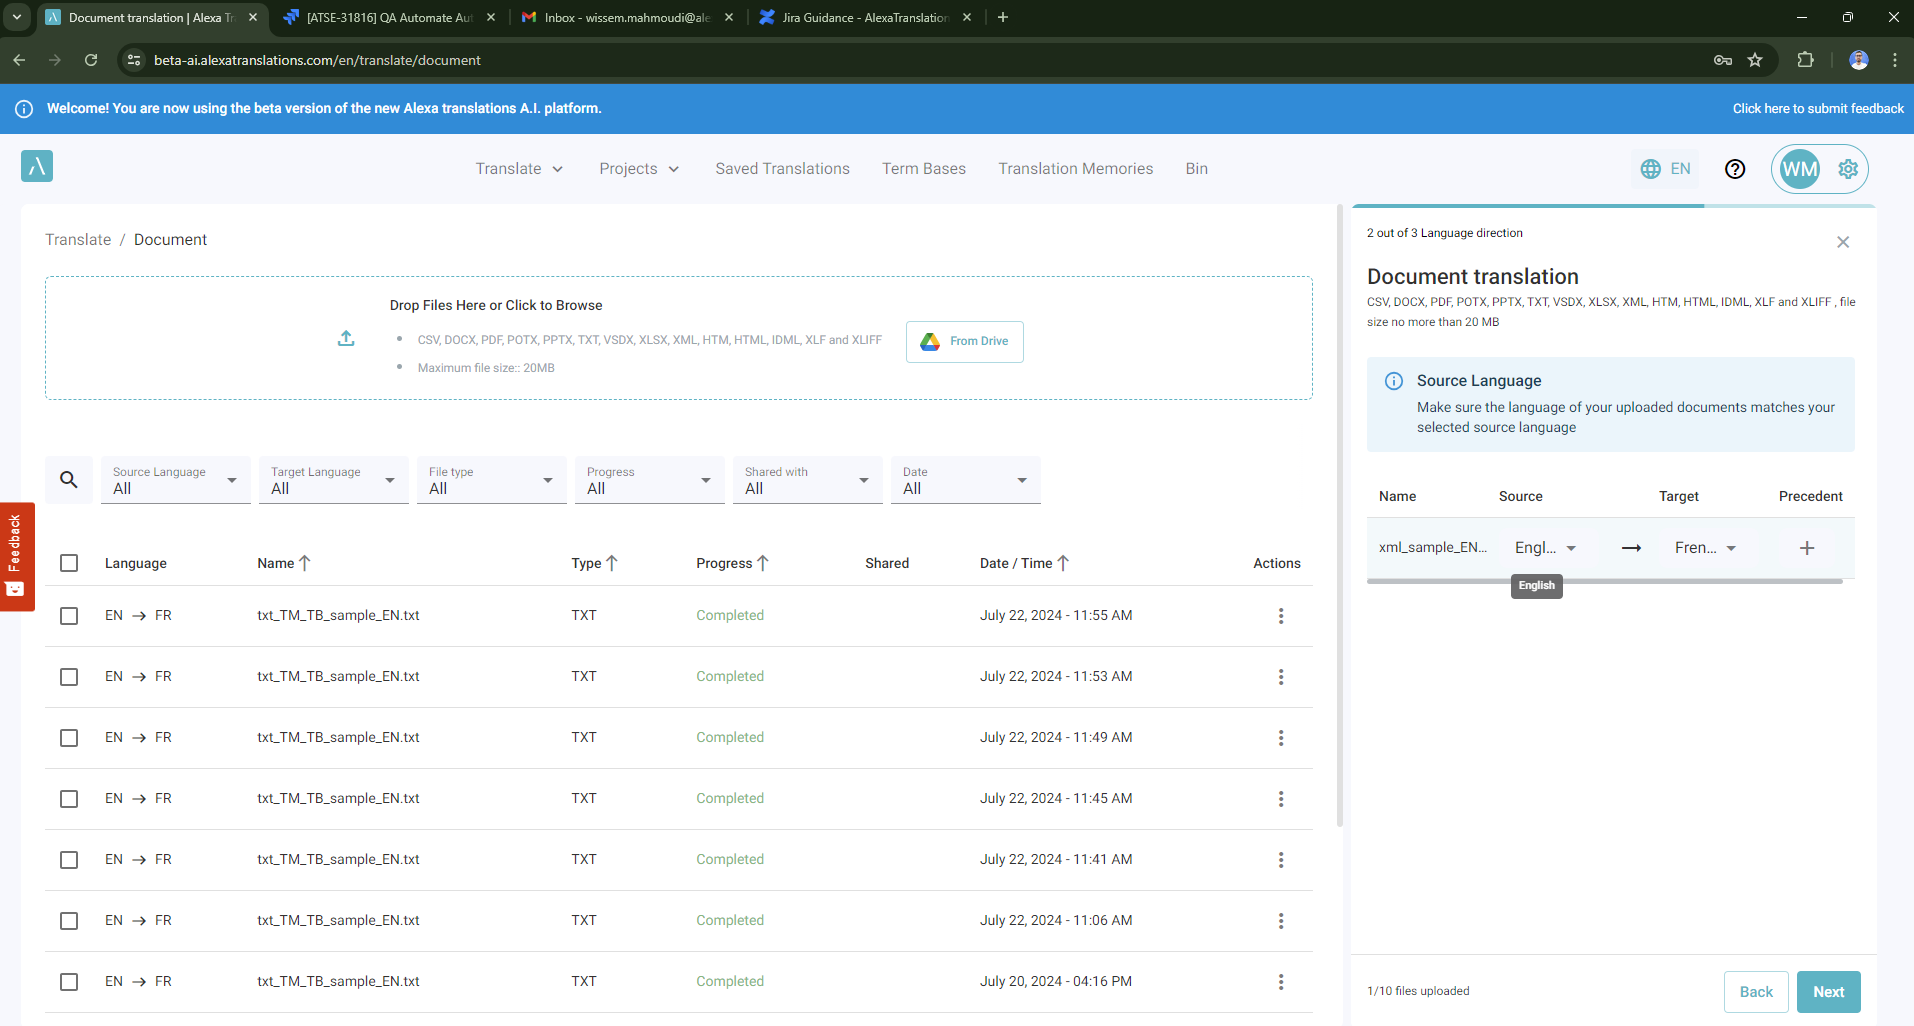 Document translation | Alexa Tr
[ATSE-31816] QA Automate Aut
Inbox - wissem.mahmoudi@ale
Jira Guidance - AlexaTranslation
beta-ai.alexatranslations.com/en/translate/document
Welcome! You are now using the beta version of the new Alexa translations A.I. platform.
Click here to submit feedback
Translate
Projects
Saved Translations
Term Bases
Translation Memories
Bin
EN
WM
Translate / Document
Drop Files Here or Click to Browse
• CSV, DOCX, PDF, POTX, PPTX, TXT, VSDX, XLSX, XML, HTM, HTML, IDML, XLF and XLIFF
• Maximum file size:: 20MB
From Drive
Source Language
All
Target Language
All
File type
All
Progress
All
Shared with
All
Date
All
Feedback
Language Name Type Progress Shared Date / Time Actions
EN → FR txt_TM_TB_sample_EN.txt TXT Completed July 22, 2024 - 11:55 AM
EN → FR txt_TM_TB_sample_EN.txt TXT Completed July 22, 2024 - 11:53 AM
EN → FR txt_TM_TB_sample_EN.txt TXT Completed July 22, 2024 - 11:49 AM
EN → FR txt_TM_TB_sample_EN.txt TXT Completed July 22, 2024 - 11:45 AM
EN → FR txt_TM_TB_sample_EN.txt TXT Completed July 22, 2024 - 11:41 AM
EN → FR txt_TM_TB_sample_EN.txt TXT Completed July 22, 2024 - 11:06 AM
EN → FR txt_TM_TB_sample_EN.txt TXT Completed July 20, 2024 - 04:16 PM
2 out of 3 Language direction
Document translation
CSV, DOCX, PDF, POTX, PPTX, TXT, VSDX, XLSX, XML, HTM, HTML, IDML, XLF and XLIFF , file
size no more than 20 MB
Source Language
Make sure the language of your uploaded documents matches your
selected source language
Name Source Target Precedent
xml_sample_EN... Engl... → Fren... +
English
1/10 files uploaded
Back
Next